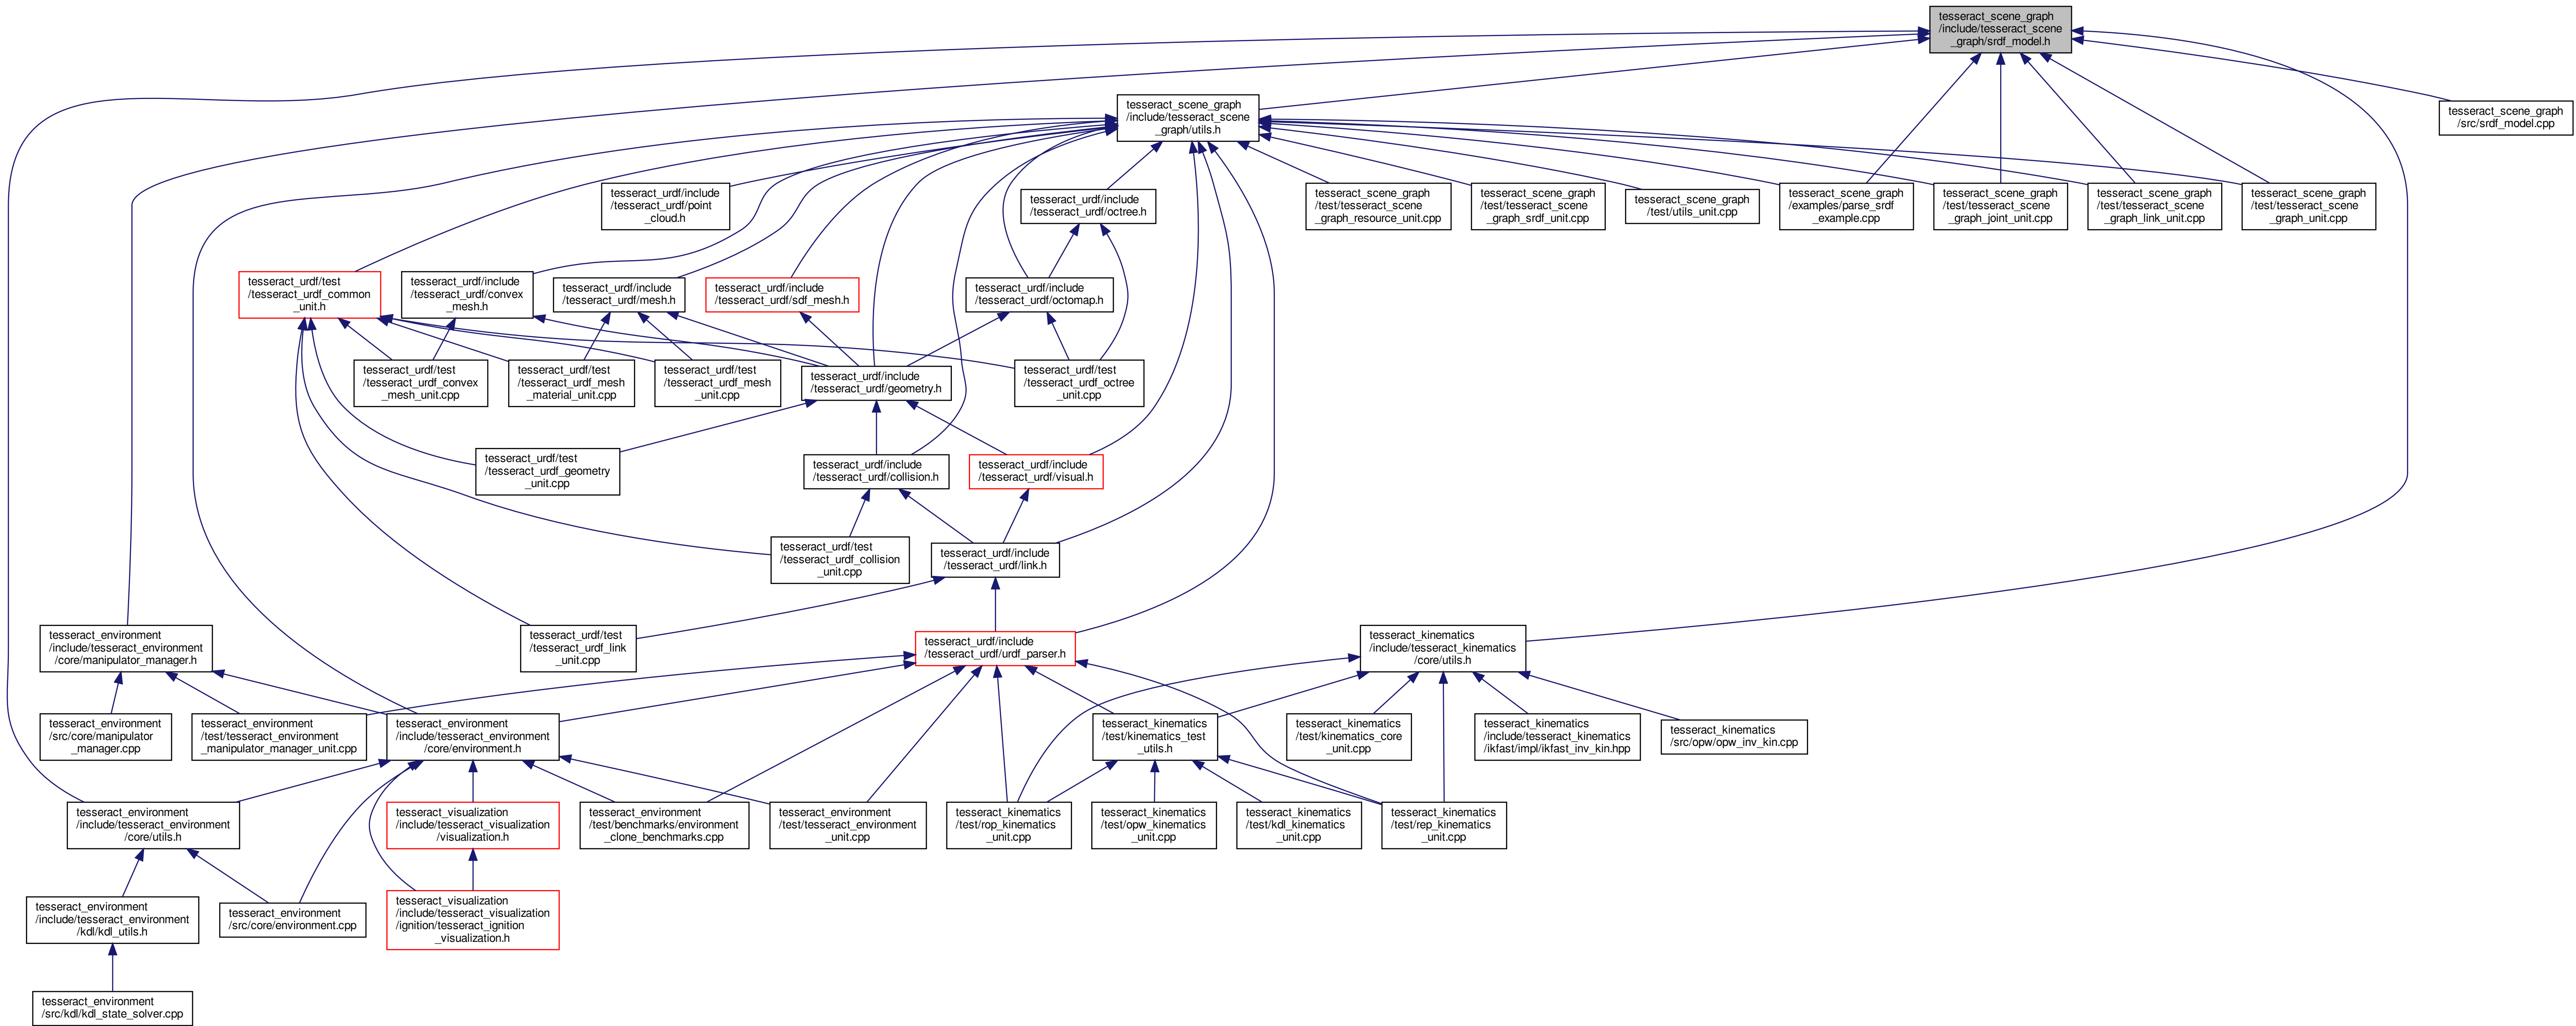 tesseract_scene_graph
/include/tesseract_scene
_graph/srdf_model.h
tesseract_scene_graph
/include/tesseract_scene
_graph/utils.h
tesseract_scene_graph
/src/srdf_model.cpp
tesseract_urdf/include
/tesseract_urdf/point
_cloud.h
tesseract_urdf/include
/tesseract_urdf/octree.h
tesseract_scene_graph
/test/tesseract_scene
_graph_resource_unit.cpp
tesseract_scene_graph
/test/tesseract_scene
_graph_srdf_unit.cpp
tesseract_scene_graph
/test/utils_unit.cpp
tesseract_scene_graph
/examples/parse_srdf
_example.cpp
tesseract_scene_graph
/test/tesseract_scene
_graph_joint_unit.cpp
tesseract_scene_graph
/test/tesseract_scene
_graph_link_unit.cpp
tesseract_scene_graph
/test/tesseract_scene
_graph_unit.cpp
tesseract_urdf/test
/tesseract_urdf_common
_unit.h
tesseract_urdf/include
/tesseract_urdf/convex
_mesh.h
tesseract_urdf/include
/tesseract_urdf/mesh.h
tesseract_urdf/include
/tesseract_urdf/sdf_mesh.h
tesseract_urdf/include
/tesseract_urdf/octomap.h
tesseract_urdf/test
/tesseract_urdf_convex
_mesh_unit.cpp
tesseract_urdf/test
/tesseract_urdf_mesh
_material_unit.cpp
tesseract_urdf/test
/tesseract_urdf_mesh
_unit.cpp
tesseract_urdf/include
/tesseract_urdf/geometry.h
tesseract_urdf/test
/tesseract_urdf_octree
_unit.cpp
tesseract_urdf/test
/tesseract_urdf_geometry
_unit.cpp
tesseract_urdf/include
/tesseract_urdf/collision.h
tesseract_urdf/include
/tesseract_urdf/visual.h
tesseract_urdf/test
/tesseract_urdf_collision
_unit.cpp
tesseract_urdf/include
/tesseract_urdf/link.h
tesseract_environment
/include/tesseract_environment
/core/manipulator_manager.h
tesseract_urdf/test
/tesseract_urdf_link
_unit.cpp
tesseract_urdf/include
/tesseract_urdf/urdf_parser.h
tesseract_kinematics
/include/tesseract_kinematics
/core/utils.h
tesseract_environment
/src/core/manipulator
_manager.cpp
tesseract_environment
/test/tesseract_environment
_manipulator_manager_unit.cpp
tesseract_environment
/include/tesseract_environment
/core/environment.h
tesseract_kinematics
/test/kinematics_test
_utils.h
tesseract_kinematics
/test/kinematics_core
_unit.cpp
tesseract_kinematics
/include/tesseract_kinematics
/ikfast/impl/ikfast_inv_kin.hpp
tesseract_kinematics
/src/opw/opw_inv_kin.cpp
tesseract_environment
/include/tesseract_environment
/core/utils.h
tesseract_visualization
/include/tesseract_visualization
/visualization.h
tesseract_environment
/test/benchmarks/environment
_clone_benchmarks.cpp
tesseract_environment
/test/tesseract_environment
_unit.cpp
tesseract_kinematics
/test/rop_kinematics
_unit.cpp
tesseract_kinematics
/test/opw_kinematics
_unit.cpp
tesseract_kinematics
/test/kdl_kinematics
_unit.cpp
tesseract_kinematics
/test/rep_kinematics
_unit.cpp
tesseract_environment
/include/tesseract_environment
/kdl/kdl_utils.h
tesseract_environment
/src/core/environment.cpp
tesseract_visualization
/include/tesseract_visualization
/ignition/tesseract_ignition
_visualization.h
tesseract_environment
/src/kdl/kdl_state_solver.cpp